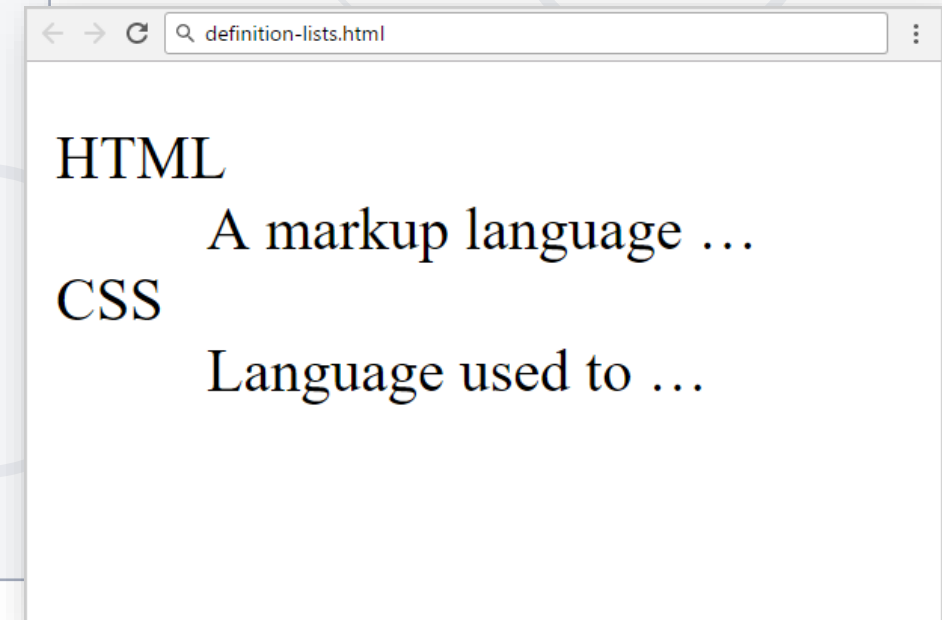 definition-lists.html
HTML
A markup language …
CSS
Language used to …